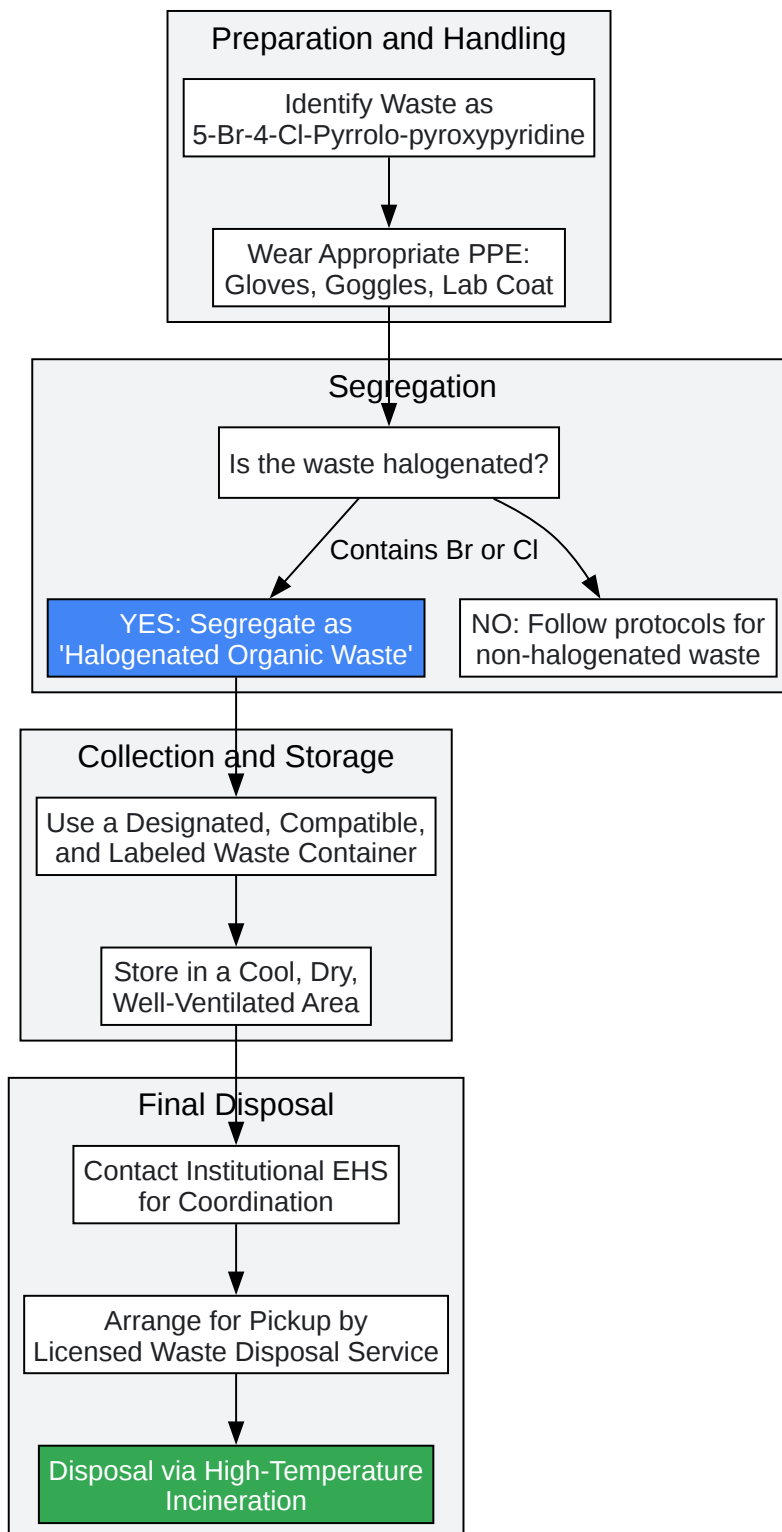 Preparation and Handling
Identify Waste as
5-Br-4-Cl-Pyrrolo-pyroxypyridine
Wear Appropriate PPE:
Gloves, Goggles, Lab Coat
Segregation
Is the waste halogenated?
Contains Br or Cl
YES: Segregate as
'Halogenated Organic Waste'
NO: Follow protocols for
non-halogenated waste
Collection and Storage
Use a Designated, Compatible,
and Labeled Waste Container
Store in a Cool, Dry,
Well-Ventilated Area
Final Disposal
Contact Institutional EHS
for Coordination
Arrange for Pickup by
Licensed Waste Disposal Service
Disposal via High-Temperature
Incineration